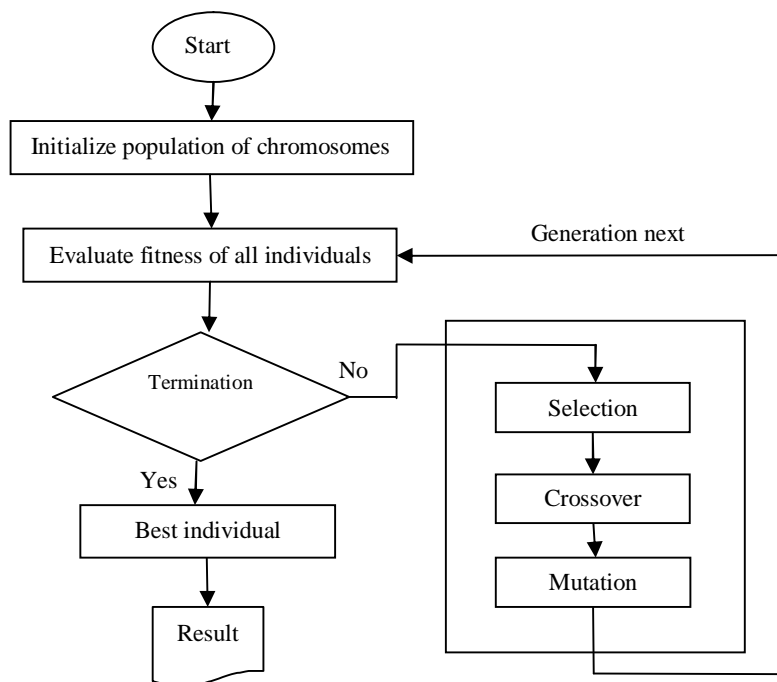 Start
Initialize population of chromosomes
Generation next
Evaluate fitness of all individuals
Termination
No
Selection
Yes
Crossover
Best individual
Mutation
Result